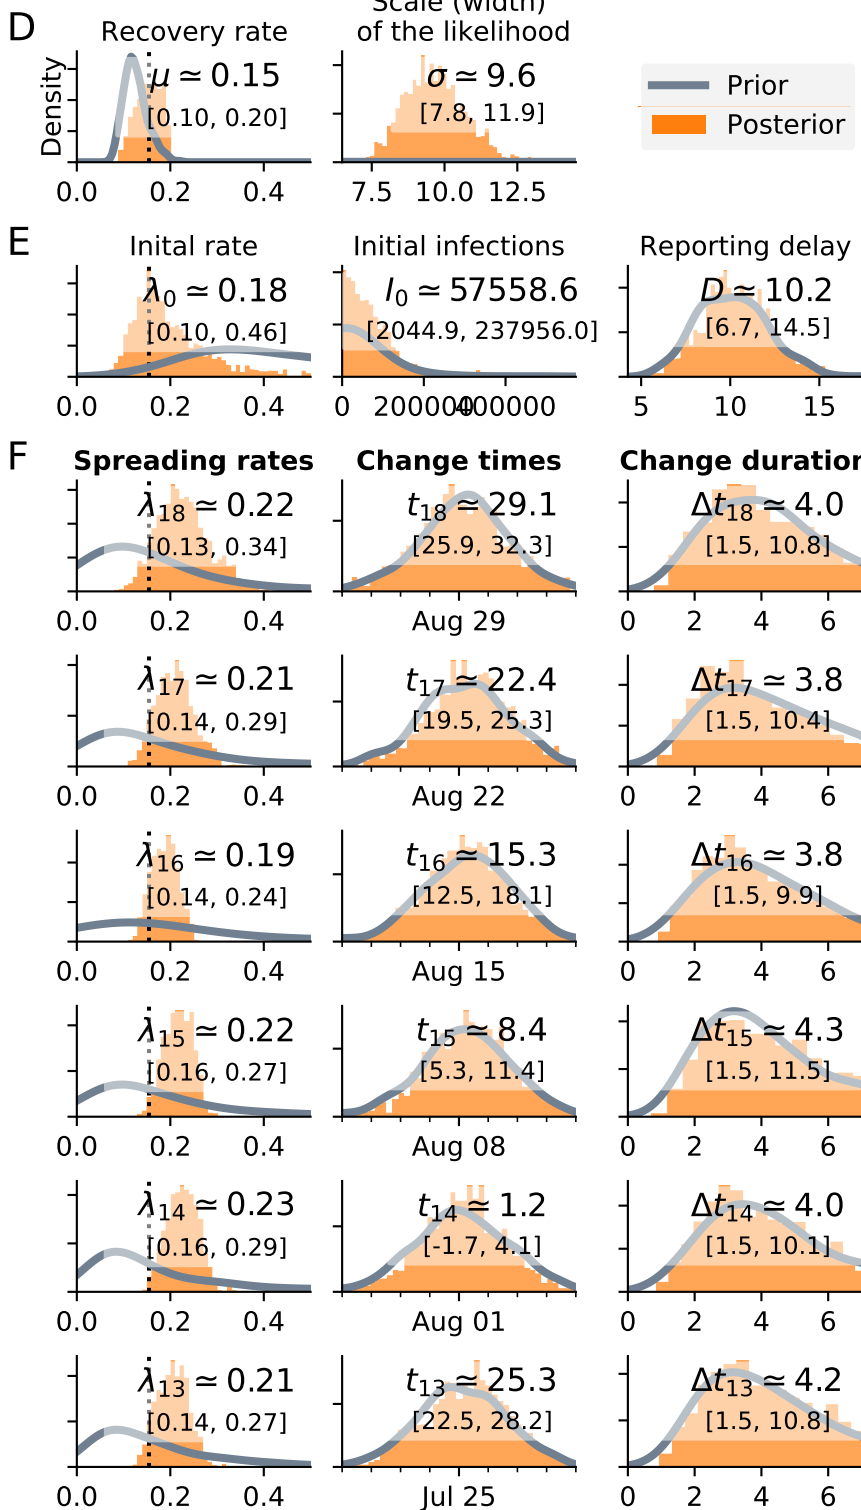 D
Recovery rate
Scale (width)
of the likelihood
Density
μ ≃ 0.15
[0.10, 0.20]
0.0 0.2 0.4
σ ≃ 9.6
[7.8, 11.9]
7.5 10.0 12.5
Prior
Posterior
E
Inital rate
λ0 ≃ 0.18
[0.10, 0.46]
0.0 0.2 0.4
Initial infections
I0 ≃ 57558.6
[2044.9, 237956.0]
0 200000 400000
Reporting delay
D ≃ 10.2
[6.7, 14.5]
5 10 15
F
Spreading rates Change times Change duration
λ18 ≃ 0.22 t18 ≃ 29.1 Δt18 ≃ 4.0
[0.13, 0.34] [25.9, 32.3] [1.5, 10.8]
0.0 0.2 0.4 Aug 29 0 2 4 6
λ17 ≃ 0.21 t17 ≃ 22.4 Δt17 ≃ 3.8
[0.14, 0.29] [19.5, 25.3] [1.5, 10.4]
0.0 0.2 0.4 Aug 22 0 2 4 6
λ16 ≃ 0.19 t16 ≃ 15.3 Δt16 ≃ 3.8
[0.14, 0.24] [12.5, 18.1] [1.5, 9.9]
0.0 0.2 0.4 Aug 15 0 2 4 6
λ15 ≃ 0.22 t15 ≃ 8.4 Δt15 ≃ 4.3
[0.16, 0.27] [5.3, 11.4] [1.5, 11.5]
0.0 0.2 0.4 Aug 08 0 2 4 6
λ14 ≃ 0.23 t14 ≃ 1.2 Δt14 ≃ 4.0
[0.16, 0.29] [-1.7, 4.1] [1.5, 10.1]
0.0 0.2 0.4 Aug 01 0 2 4 6
λ13 ≃ 0.21 t13 ≃ 25.3 Δt13 ≃ 4.2
[0.14, 0.27] [22.5, 28.2] [1.5, 10.8]
0.0 0.2 0.4 Jul 25 0 2 4 6